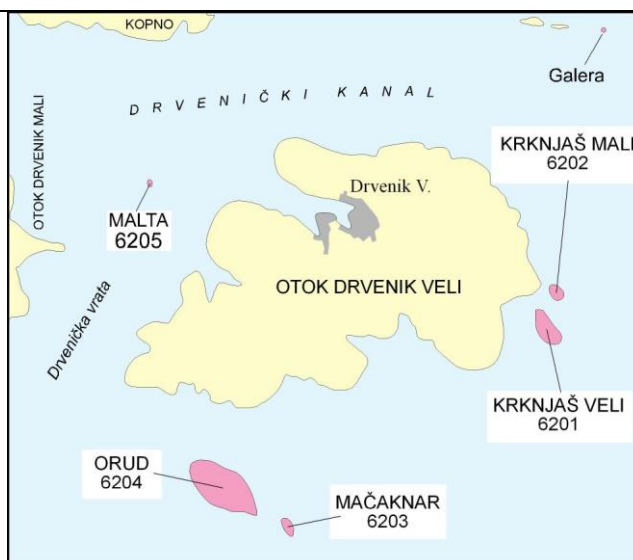 KOPNO
Galera
DRVENIČKI KANAL
OTOK DRVENIK MALI
KRKNJAŠ MALI
6202
Drvenik V.
MALTA
6205
OTOK DRVENIK VELI
Drvenička vrata
KRKNJAŠ VELI
6201
ORUD
6204
MAČAKNAR
6203